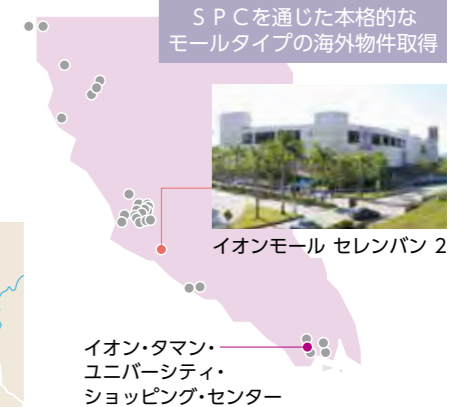 ＳＰＣを通じた本格的な
モールタイプの海外物件取得
イオンモール セレンバン 2
イオン・タマン・
ユニバーシティ・
ショッピング・センター